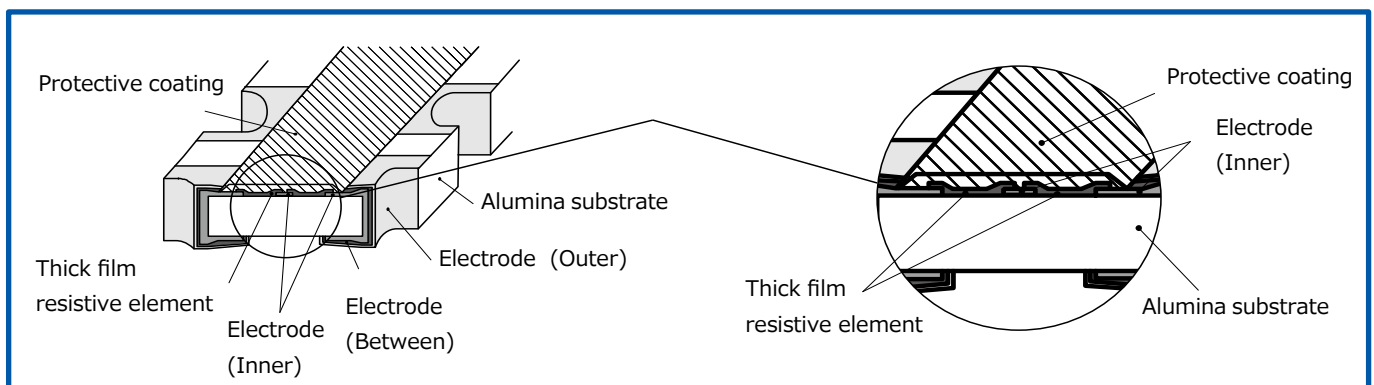 Protective coating
Alumina substrate
Electrode (Outer)
Thick film
resistive element
Electrode
(Inner)
Electrode
(Between)
Protective coating
Electrode
(Inner)
Thick film
resistive element
Alumina substrate